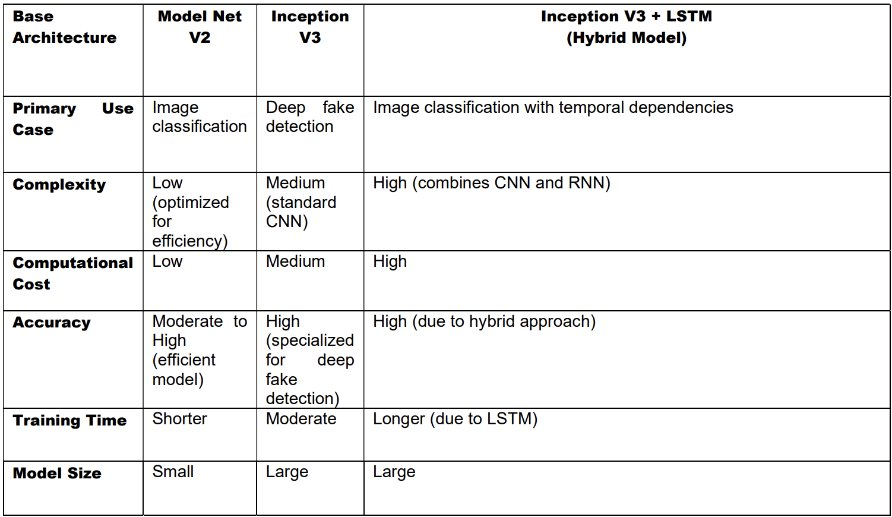 Base Architecture
Model Net V2
Inception V3
Inception V3 + LSTM (Hybrid Model)
Primary Use Case
Image classification
Deep fake detection
Image classification with temporal dependencies
Complexity
Low (optimized for efficiency)
Medium (standard CNN)
High (combines CNN and RNN)
Computational Cost
Low
Medium
High
Accuracy
Moderate to High (efficient model)
High (specialized for deep fake detection)
High (due to hybrid approach)
Training Time
Shorter
Moderate
Longer (due to LSTM)
Model Size
Small
Large
Large